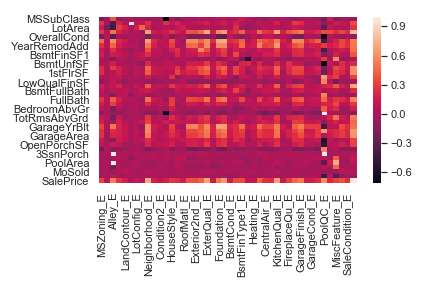 MSSubClass
LotArea
OverallCond
YearRemodAdd
BsmtFinSF1
BsmtUnfSF
1stFlrSF
LowQualFinSF
BsmtFullBath
FullBath
BedroomAbvGr
TotRmsAbvGrd
GarageYrBlt
GarageArea
OpenPorchSF
3SsnPorch
PoolArea
MoSold
SalePrice
MSZoning_E
Alley_E
LandContour_E
LotConfig_E
Neighborhood_E
Condition2_E
HouseStyle_E
RoofMatl_E
Exterior2nd_E
ExterQual_E
Foundation_E
BsmtCond_E
BsmtFinType1_E
Heating_E
CentralAir_E
KitchenQual_E
FireplaceQu_E
GarageFinish_E
GarageCond_E
PoolQC_E
MiscFeature_E
SaleCondition_E
0.9
0.6
0.3
0.0
-0.3
-0.6